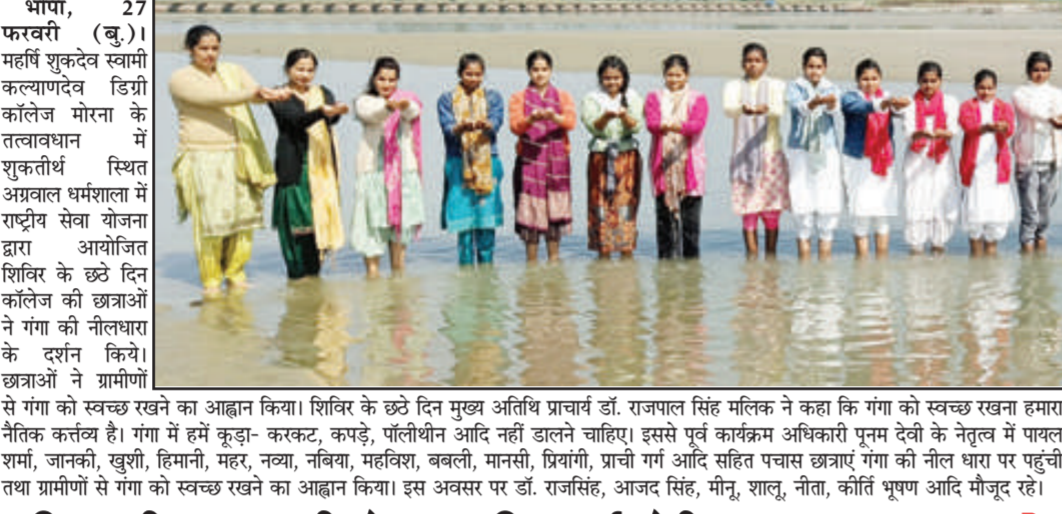 भोपा, 27
फरवरी (बु.)।
महर्षि शुकदेव स्वामी
कल्याणदेव डिग्री
कॉलेज मोरना के
तत्वावधान में
शुकतीर्थ स्थित
अग्रवाल धर्मशाला में
राष्ट्रीय सेवा योजना
द्वारा आयोजित
शिविर के छठे दिन
कॉलेज की छात्राओं
ने गंगा की नीलधारा
के दर्शन किये।
छात्राओं ने ग्रामीणों
से गंगा को स्वच्छ रखने का आह्वान किया। शिविर के छठे दिन मुख्य अतिथि प्राचार्य डॉ. राजपाल सिंह मलिक ने कहा कि गंगा को स्वच्छ रखना हमारा
नैतिक कर्त्तव्य है। गंगा में हमें कूड़ा- करकट, कपड़े, पॉलीथीन आदि नहीं डालने चाहिए। इससे पूर्व कार्यक्रम अधिकारी पूनम देवी के नेतृत्व में पायल
शर्मा, जानकी, खुशी, हिमानी, महर, नव्या, नबिया, महविश, बबली, मानसी, प्रियांगी, प्राची गर्ग आदि सहित पचास छात्राएं गंगा की नील धारा पर पहुंची
तथा ग्रामीणों से गंगा को स्वच्छ रखने का आह्वान किया। इस अवसर पर डॉ. राजसिंह, आजद सिंह, मीनू, शालू, नीता, कीर्ति भूषण आदि मौजूद रहे।